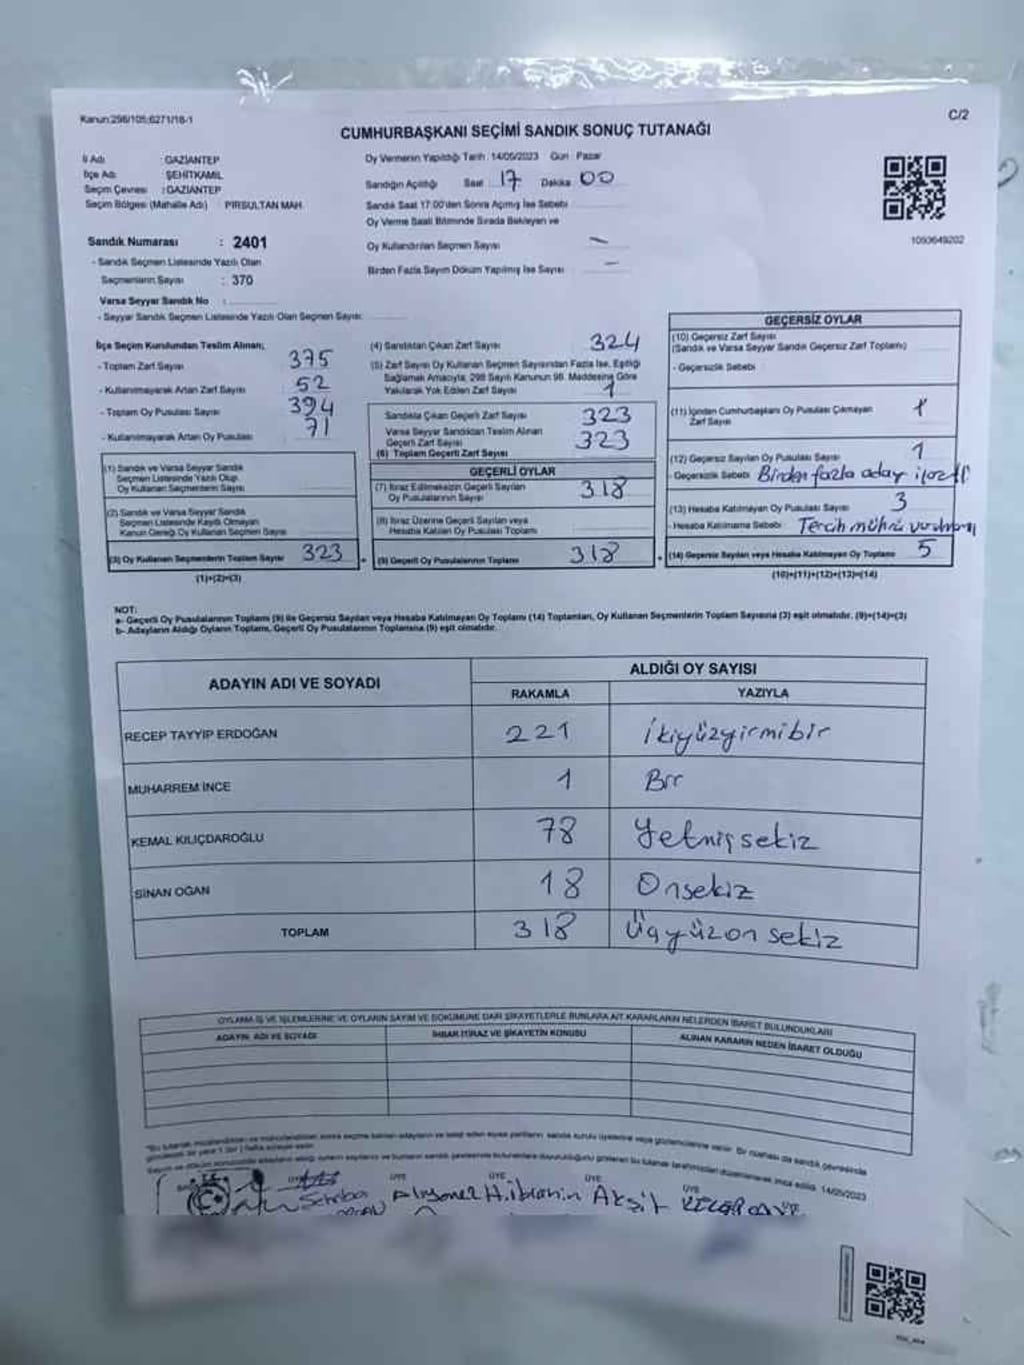 Kanun:298/105;6271/18-1
C/2
CUMHURBAŞKANI SEÇİMİ SANDIK SONUÇ TUTANAĞI
İl Adı : GAZİANTEP
İlçe Adı : ŞEHİTKAMİL
Seçim Çevresi : GAZİANTEP
Seçim Bölgesi (Mahalle Adı) PIRSULTAN MAH.
Sandık Numarası : 2401
- Sandık Seçmen Listesinde Yazılı Olan
Seçmenlerin Sayısı : 370
Varsa Seyyar Sandık No :
- Seyyar Sandık Seçmen Listesinde Yazılı Olan Seçmen Sayısı:
Oy Vermenin Yapıldığı Tarih :14/05/2023 Gün : Pazar
Sandığın Açıldığı Saat 17 Dakika 00
Sandık Saat 17:00'den Sonra Açılmış İse Sebebi
Oy Verme Saati Bitiminde Sırada Bekleyen ve
Oy Kullandırılan Seçmen Sayısı –
Birden Fazla Sayım Döküm Yapılmış İse Sayısı –
1093649202
İlçe Seçim Kurulundan Teslim Alınan;
- Toplam Zarf Sayısı 375
- Kullanılmayarak Artan Zarf Sayısı 52
- Toplam Oy Pusulası Sayısı 394
- Kullanılmayarak Artan Oy Pusulası 71
(1) Sandık ve Varsa Seyyar Sandık
Seçmen Listesinde Yazılı Olup
Oy Kullanan Seçmenlerin Sayısı
(2) Sandık ve Varsa Seyyar Sandık
Seçmen Listesinde Kayıtlı Olmayan
Kanun Gereği Oy Kullanan Seçmen Sayısı
(3) Oy Kullanan Seçmenlerin Toplam Sayısı 323
(1)+(2)=(3)
(4) Sandıktan Çıkan Zarf Sayısı 324
(5) Zarf Sayısı Oy Kullanan Seçmen Sayısından Fazla İse, Eşitliği
Sağlamak Amacıyla; 298 Sayılı Kanunun 98. Maddesine Göre
Yakılarak Yok Edilen Zarf Sayısı 1
Sandıkta Çıkan Geçerli Zarf Sayısı 323
Varsa Seyyar Sandıktan Teslim Alınan
Geçerli Zarf Sayısı
(6) Toplam Geçerli Zarf Sayısı 323
GEÇERLİ OYLAR
(7) İtiraz Edilmeksizin Geçerli Sayılan
Oy Pusulalarının Sayısı 318
(8) İtiraz Üzerine Geçerli Sayılan veya
Hesaba Katılan Oy Pusulaları Toplamı
(9) Geçerli Oy Pusulalarının Toplamı 318
GEÇERSİZ OYLAR
(10) Geçersiz Zarf Sayısı
(Sandık ve Varsa Seyyar Sandık Geçersiz Zarf Toplamı)
- Geçersizlik Sebebi
(11) İçinden Cumhurbaşkanı Oy Pusulası Çıkmayan
Zarf Sayısı 1
(12) Geçersiz Sayılan Oy Pusulası Sayısı 1
- Geçersizlik Sebebi Birden fazla aday
(13) Hesaba Katılmayan Oy Pusulası Sayısı 3
- Hesaba Katılmama Sebebi Tercih mührü
(14) Geçersiz Sayılan veya Hesaba Katılmayan Oy Toplamı 5
(10)+(11)+(12)+(13)=(14)
NOT:
a- Geçerli Oy Pusulalarının Toplamı (9) ile Geçersiz Sayılan veya Hesaba Katılmayan Oy Toplamı (14) Toplamları, Oy Kullanan Seçmenlerin Toplam Sayısına (3) eşit olmalıdır. (9)+(14)=(3)
b- Adayların Aldığı Oyların Toplamı, Geçerli Oy Pusulalarının Toplamına (9) eşit olmalıdır.
ADAYIN ADI VE SOYADI
ALDIĞI OY SAYISI
RAKAMLA YAZIYLA
RECEP TAYYİP ERDOĞAN 221 İkiyüzyirmibir
MUHARREM İNCE 1 Bir
KEMAL KILIÇDAROĞLU 78 Yetmişsekiz
SİNAN OĞAN 18 Onsekiz
TOPLAM 318 Üçyüzonsekiz
OYLAMA İŞ VE İŞLEMLERİNE VE OYLARIN SAYIM VE DÖKÜMÜNE DAİR ŞİKAYETLERLE BUNLARA AİT KARARLARIN NELERDEN İBARET BULUNDUKLARI
ADAYIN ADI VE SOYADI İHBAR İTİRAZ VE ŞİKAYETİN KONUSU ALINAN KARARIN NEDEN İBARET OLDUĞU
14/05/2023
ÜYE ÜYE ÜYE
H. İbrahim Akşit